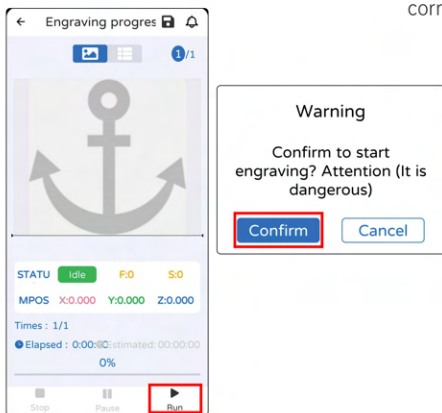 corr
Engraving progres
1/1
STATU Idle F:0 S:0
MPOS X:0.000 Y:0.000 Z:0.000
Times : 1/1
Elapsed : 0:00: Estimated: 00:00:00
0%
Stop Pause Run
Warning
Confirm to start
engraving? Attention (It is
dangerous)
Confirm Cancel